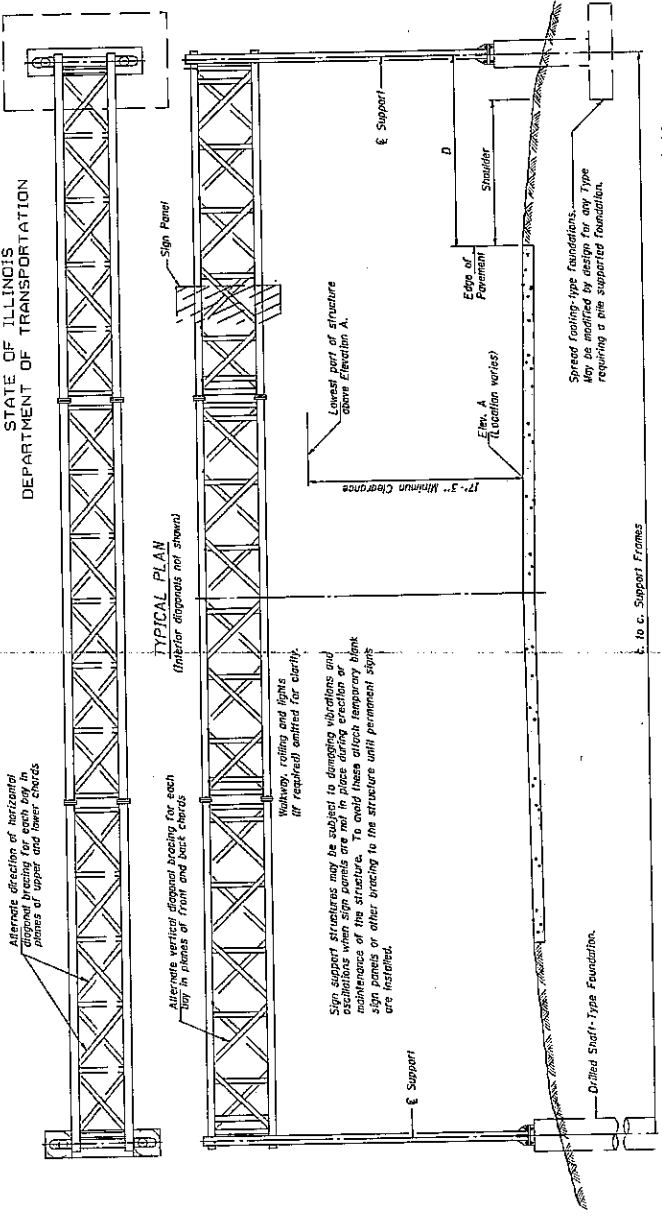 STATE OF ILLINOIS
DEPARTMENT OF TRANSPORTATION
Alternate direction of horizontal
diagonal bracing for each bay in
planes of upper and lower chords
TYPICAL PLAN
(Interior diagonals not shown)
Sign Panel
Alternate vertical diagonal bracing for each
bay in planes of front and back chords
Walkway, railing and lights
(if required) omitted for clarity.
Sign support structures may be subject to damaging vibrations and
oscillations when sign panels are not in place during erection or
maintenance of the structure. To avoid these attach temporary blank
sign panels or other bracing to the structure until permanent signs
are installed.
Lowest part of structure
above Elevation A.
17'-3" Minimum Clearance
Elev. A
(Location varies)
℄ Support
D
Shoulder
Edge of
Pavement
℄ Support
Drilled Shaft-Type Foundation.
Spread footing-type foundations.
May be modified by design for any Type
requiring a pile supported foundation.
c. to c. Support Frames